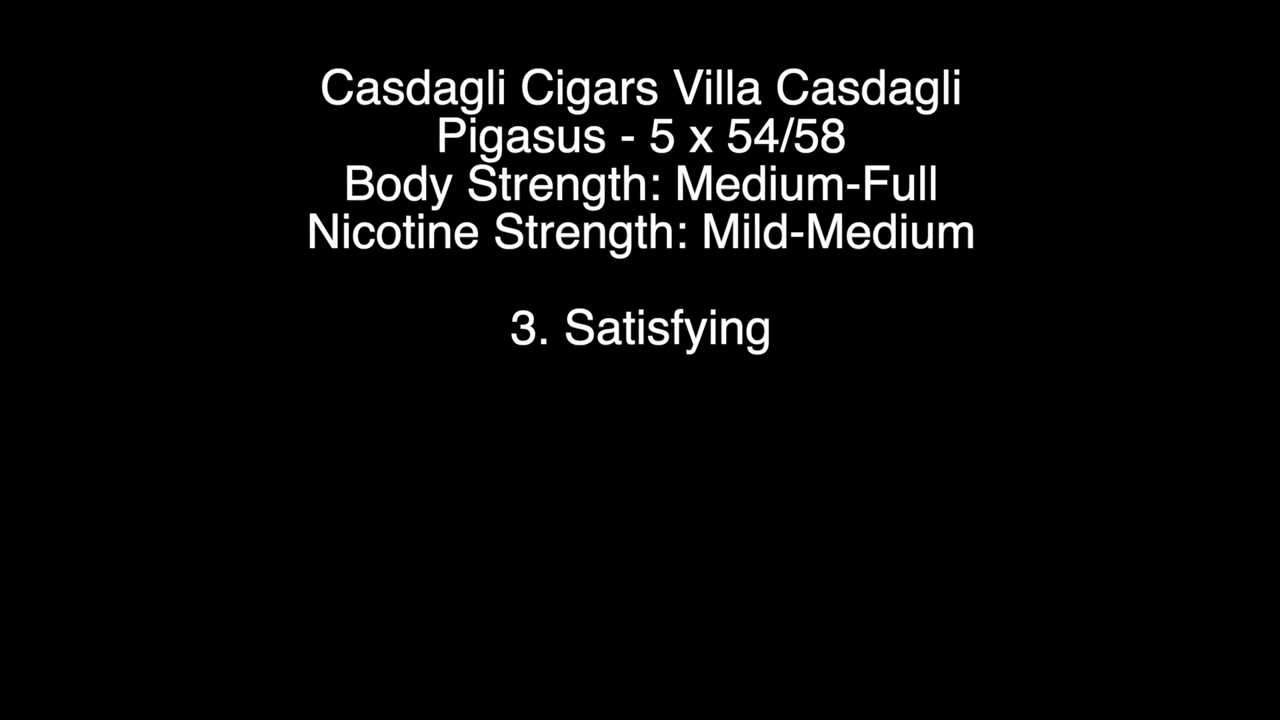 Casdagli Cigars Villa Casdagli
Pigasus - 5 x 54/58
Body Strength: Medium-Full
Nicotine Strength: Mild-Medium
3. Satisfying